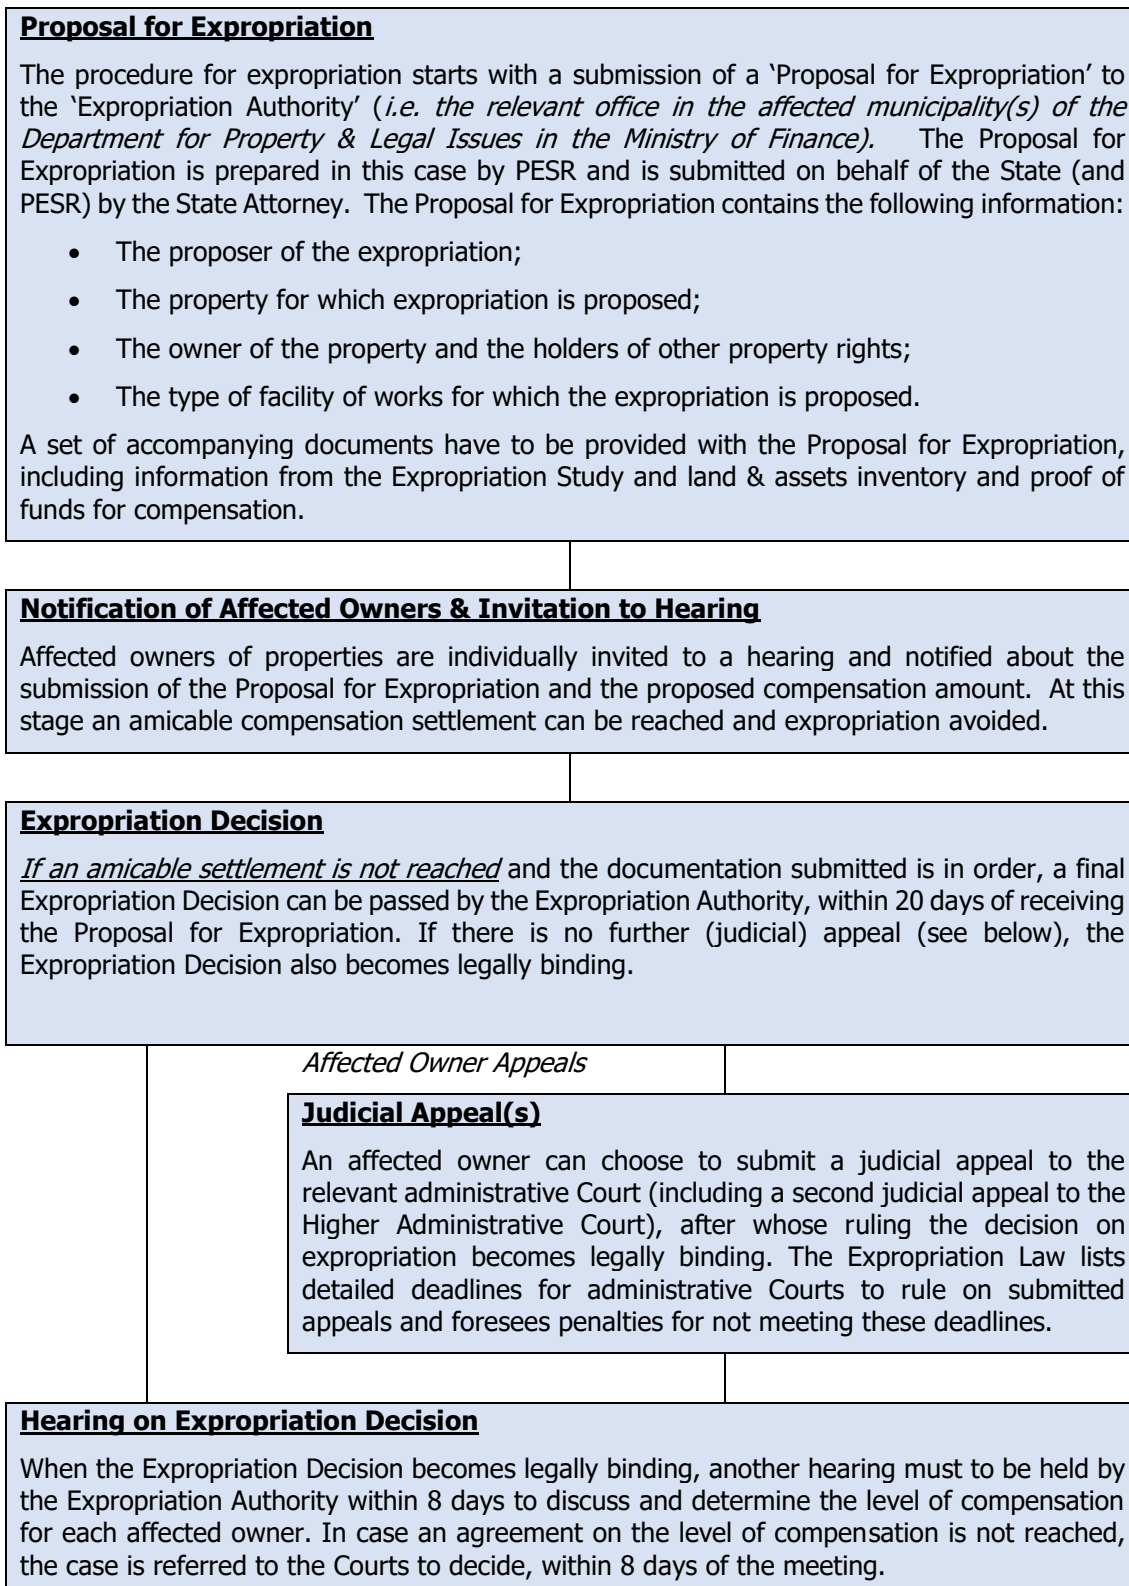 Proposal for Expropriation
The procedure for expropriation starts with a submission of a ‘Proposal for Expropriation’ to
the ‘Expropriation Authority’ (i.e. the relevant office in the affected municipality(s) of the
Department for Property & Legal Issues in the Ministry of Finance). The Proposal for
Expropriation is prepared in this case by PESR and is submitted on behalf of the State (and
PESR) by the State Attorney. The Proposal for Expropriation contains the following information:
• The proposer of the expropriation;
• The property for which expropriation is proposed;
• The owner of the property and the holders of other property rights;
• The type of facility of works for which the expropriation is proposed.
A set of accompanying documents have to be provided with the Proposal for Expropriation,
including information from the Expropriation Study and land & assets inventory and proof of
funds for compensation.
Notification of Affected Owners & Invitation to Hearing
Affected owners of properties are individually invited to a hearing and notified about the
submission of the Proposal for Expropriation and the proposed compensation amount. At this
stage an amicable compensation settlement can be reached and expropriation avoided.
Expropriation Decision
If an amicable settlement is not reached and the documentation submitted is in order, a final
Expropriation Decision can be passed by the Expropriation Authority, within 20 days of receiving
the Proposal for Expropriation. If there is no further (judicial) appeal (see below), the
Expropriation Decision also becomes legally binding.
Affected Owner Appeals
Judicial Appeal(s)
An affected owner can choose to submit a judicial appeal to the
relevant administrative Court (including a second judicial appeal to the
Higher Administrative Court), after whose ruling the decision on
expropriation becomes legally binding. The Expropriation Law lists
detailed deadlines for administrative Courts to rule on submitted
appeals and foresees penalties for not meeting these deadlines.
Hearing on Expropriation Decision
When the Expropriation Decision becomes legally binding, another hearing must to be held by
the Expropriation Authority within 8 days to discuss and determine the level of compensation
for each affected owner. In case an agreement on the level of compensation is not reached,
the case is referred to the Courts to decide, within 8 days of the meeting.